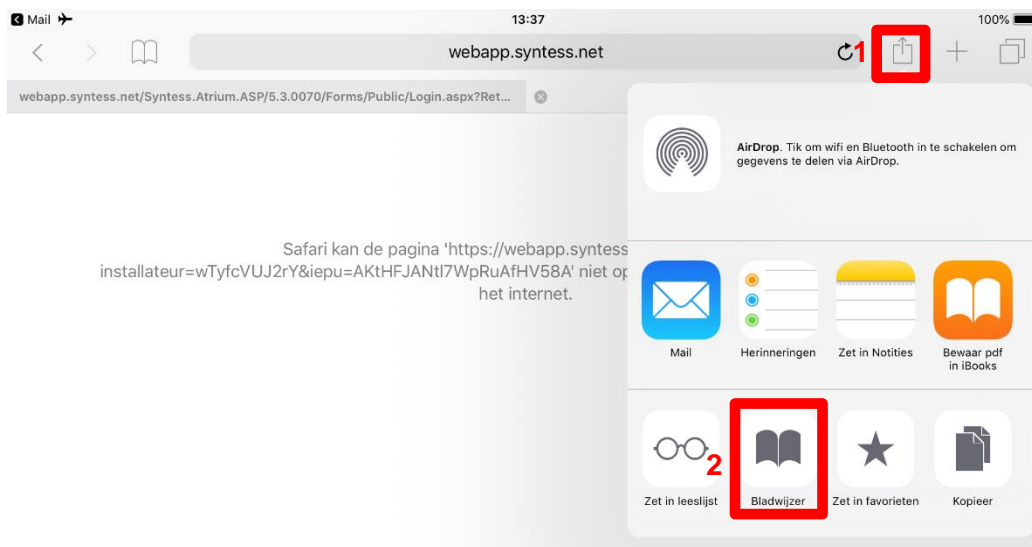 Mail
13:37
100%
webapp.syntess.net
1
webapp.syntess.net/Syntess.Atrium.ASP/5.3.0070/Forms/Public/Login.aspx?Ret...
AirDrop. Tik om wifi en Bluetooth in te schakelen om
gegevens te delen via AirDrop.
Safari kan de pagina 'https://webapp.syntess
installateur=wTyfcVUJ2rY&iepu=AKtHFJANtl7WpRuAfHV58A' niet op
het internet.
Mail
Herinneringen
Zet in Notities
Bewaar pdf
in iBooks
2
Zet in leeslijst
Bladwijzer
Zet in favorieten
Kopieer